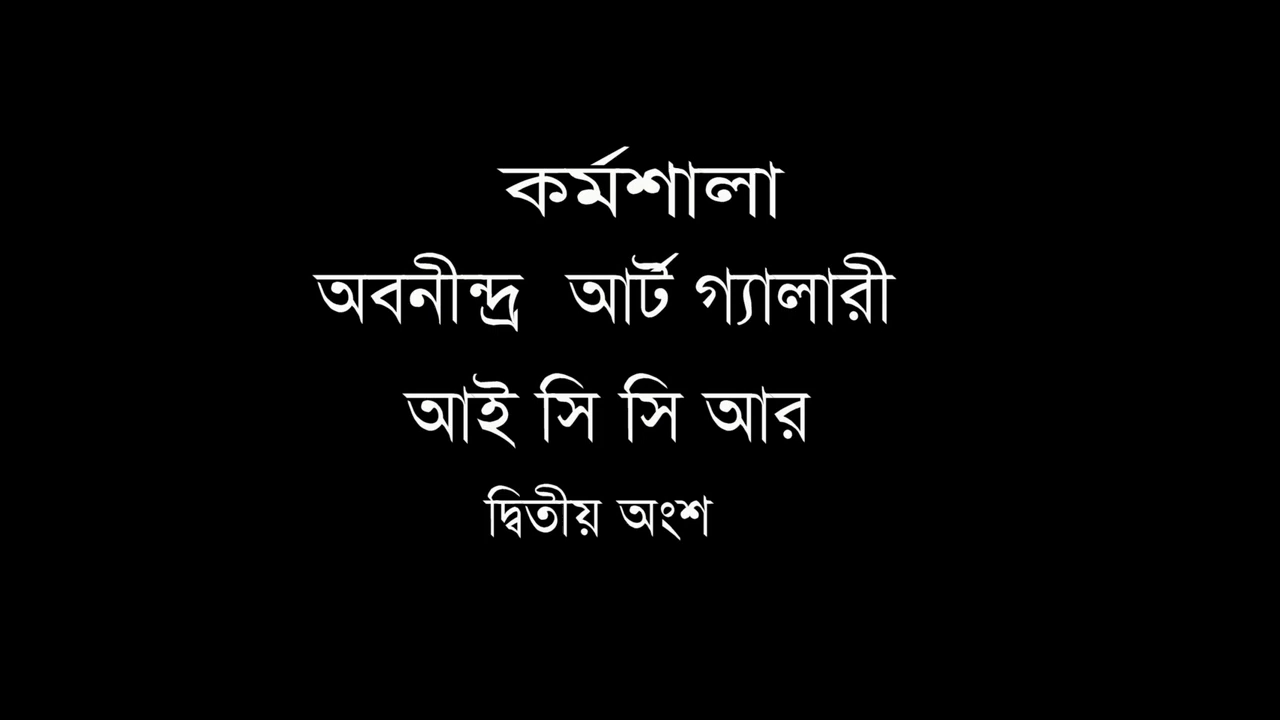 কর্মশালা
অবনীন্দ্র আর্ট গ্যালারী
আই সি সি আর
দ্বিতীয় অংশ